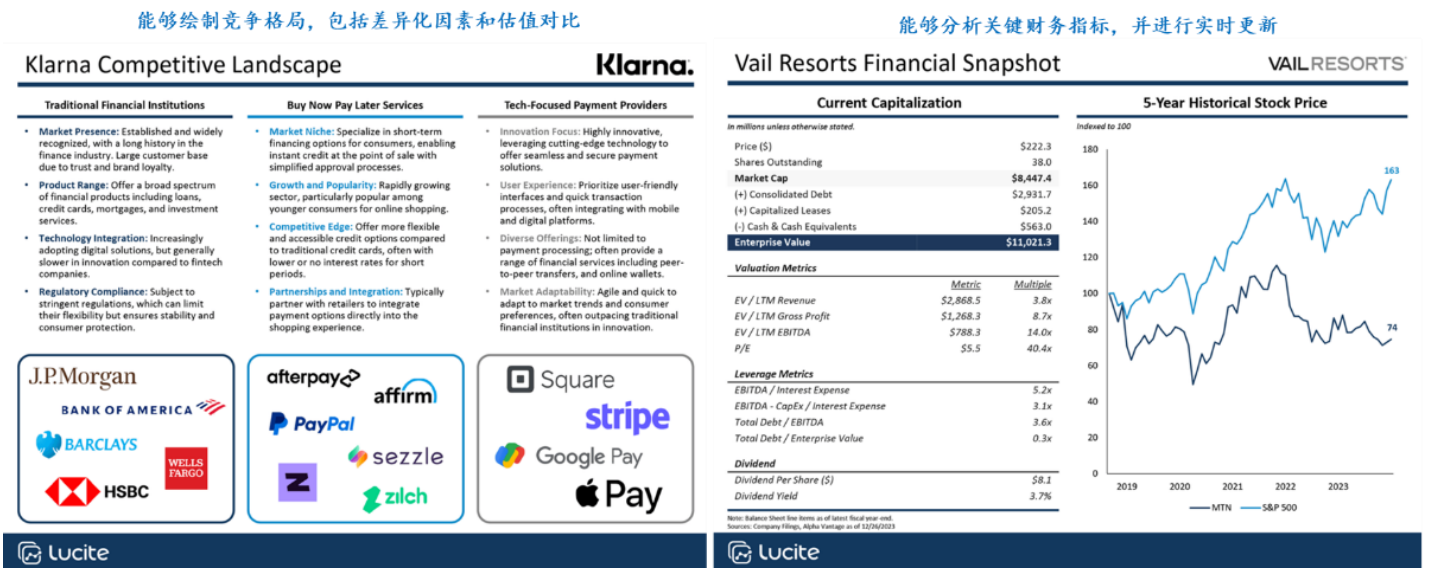 能够绘制竞争格局，包括差异化因素和估值对比
Klarna Competitive Landscape
Klarna.
Traditional Financial Institutions
• Market Presence: Established and widely
recognized, with a long history in the
finance industry. Large customer base
due to trust and brand loyalty.
• Product Range: Offer a broad spectrum
of financial products including loans,
credit cards, mortgages, and investment
services.
• Technology Integration: Increasingly
adopting digital solutions, but generally
slower in innovation compared to fintech
companies.
• Regulatory Compliance: Subject to
stringent regulations, which can limit
their flexibility but ensures stability and
consumer protection.
J.P.Morgan
BANK OF AMERICA
BARCLAYS
WELLS
FARGO
HSBC
Buy Now Pay Later Services
• Market Niche: Specialize in short-term
financing options for consumers, enabling
instant credit at the point of sale with
simplified approval processes.
• Growth and Popularity: Rapidly growing
sector, particularly popular among
younger consumers for online shopping.
• Competitive Edge: Offer more flexible
and accessible credit options compared
to traditional credit cards, often with
lower or no interest rates for short
periods.
• Partnerships and Integration: Typically
partner with retailers to integrate
payment options directly into the
shopping experience.
afterpay
affirm
PayPal
sezzle
Z
zilch
Tech-Focused Payment Providers
• Innovation Focus: Highly innovative,
leveraging cutting-edge technology to
offer seamless and secure payment
solutions.
• User Experience: Prioritize user-friendly
interfaces and quick transaction
processes, often integrating with mobile
and digital platforms.
• Diverse Offerings: Not limited to
payment processing; often provide a
range of financial services including peer-
to-peer transfers, and online wallets.
• Market Adaptability: Agile and quick to
adapt to market trends and consumer
preferences, often outpacing traditional
financial institutions in innovation.
Square
stripe
Google Pay
Pay
Lucite
能够分析关键财务指标，并进行实时更新
Vail Resorts Financial Snapshot
VAILRESORTS
Current Capitalization
In millions unless otherwise stated.
Price ($) $222.3
Shares Outstanding 38.0
Market Cap $8,447.4
(+) Consolidated Debt $2,931.7
(+) Capitalized Leases $205.2
(-) Cash & Cash Equivalents $563.0
Enterprise Value $11,021.3
Valuation Metrics
Metric Multiple
EV / LTM Revenue $2,868.5 3.8x
EV / LTM Gross Profit $1,268.3 8.7x
EV / LTM EBITDA $788.3 14.0x
P/E $5.5 40.4x
Leverage Metrics
EBITDA / Interest Expense 5.2x
EBITDA - CapEx / Interest Expense 3.1x
Total Debt / EBITDA 3.6x
Total Debt / Enterprise Value 0.3x
Dividend
Dividend Per Share ($) $8.1
Dividend Yield 3.7%
Note: Balance Sheet line items as of latest fiscal year-end.
Sources: Company Filings, Alpha Vantage as of 12/26/2023
5-Year Historical Stock Price
Indexed to 100
180
160
140
120
100
80
60
40
20
0
163
74
2019 2020 2021 2022 2023
MTN S&P 500
Lucite